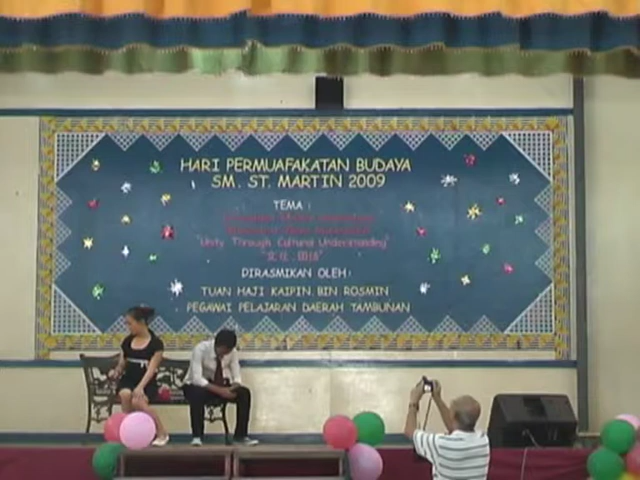 HARI PERMUAFAKATAN BUDAYA
SM. ST. MARTIN 2009
TEMA :
"Unity Through Cultural Understanding"
DIRASMIKAN OLEH:
TUAN HAJI KAIPIN BIN ROSMIN
PEGAWAI PELAJARAN DAERAH TAMBUNAN